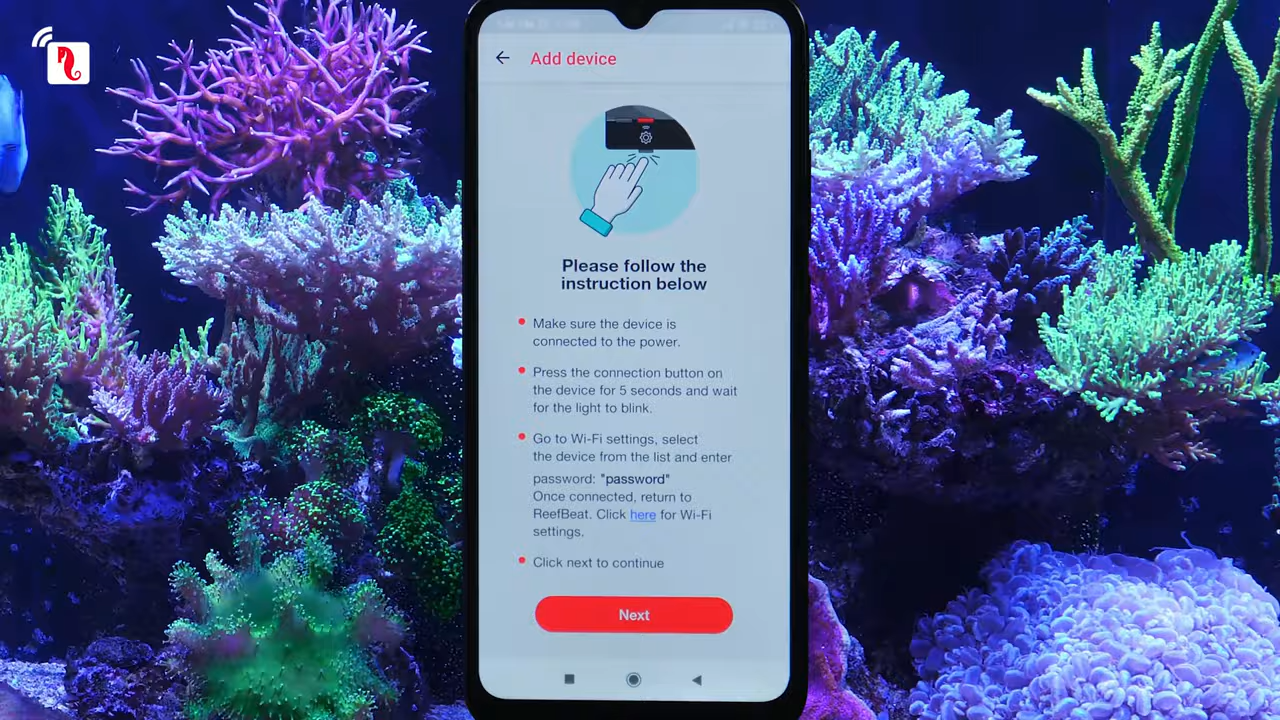 Add device
Please follow the
instruction below
Make sure the device is
connected to the power.
Press the connection button on
the device for 5 seconds and wait
for the light to blink.
Go to Wi-Fi settings, select
the device from the list and enter
password: "password"
Once connected, return to
ReefBeat. Click here for Wi-Fi
settings.
Click next to continue
Next